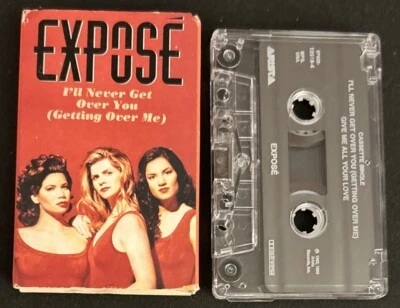 EXPOSÉ
I'll Never Get
Over You
(Getting Over Me)
ARISTA
CASSETTE SINGLE
I'LL NEVER GET OVER YOU (GETTING OVER ME)
GIVE ME ALL YOUR LOVE
EXPOSÉ